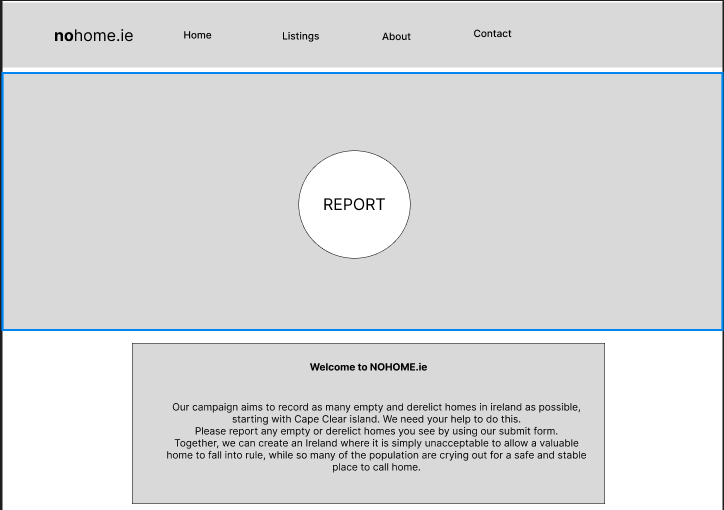 nohome.ie
Home
Listings
About
Contact
REPORT
Welcome to NOHOME.ie
Our campaign aims to record as many empty and derelict homes in ireland as possible,
starting with Cape Clear island. We need your help to do this.
Please report any empty or derelict homes you see by using our submit form.
Together, we can create an Ireland where it is simply unacceptable to allow a valuable
home to fall into rule, while so many of the population are crying out for a safe and stable
place to call home.